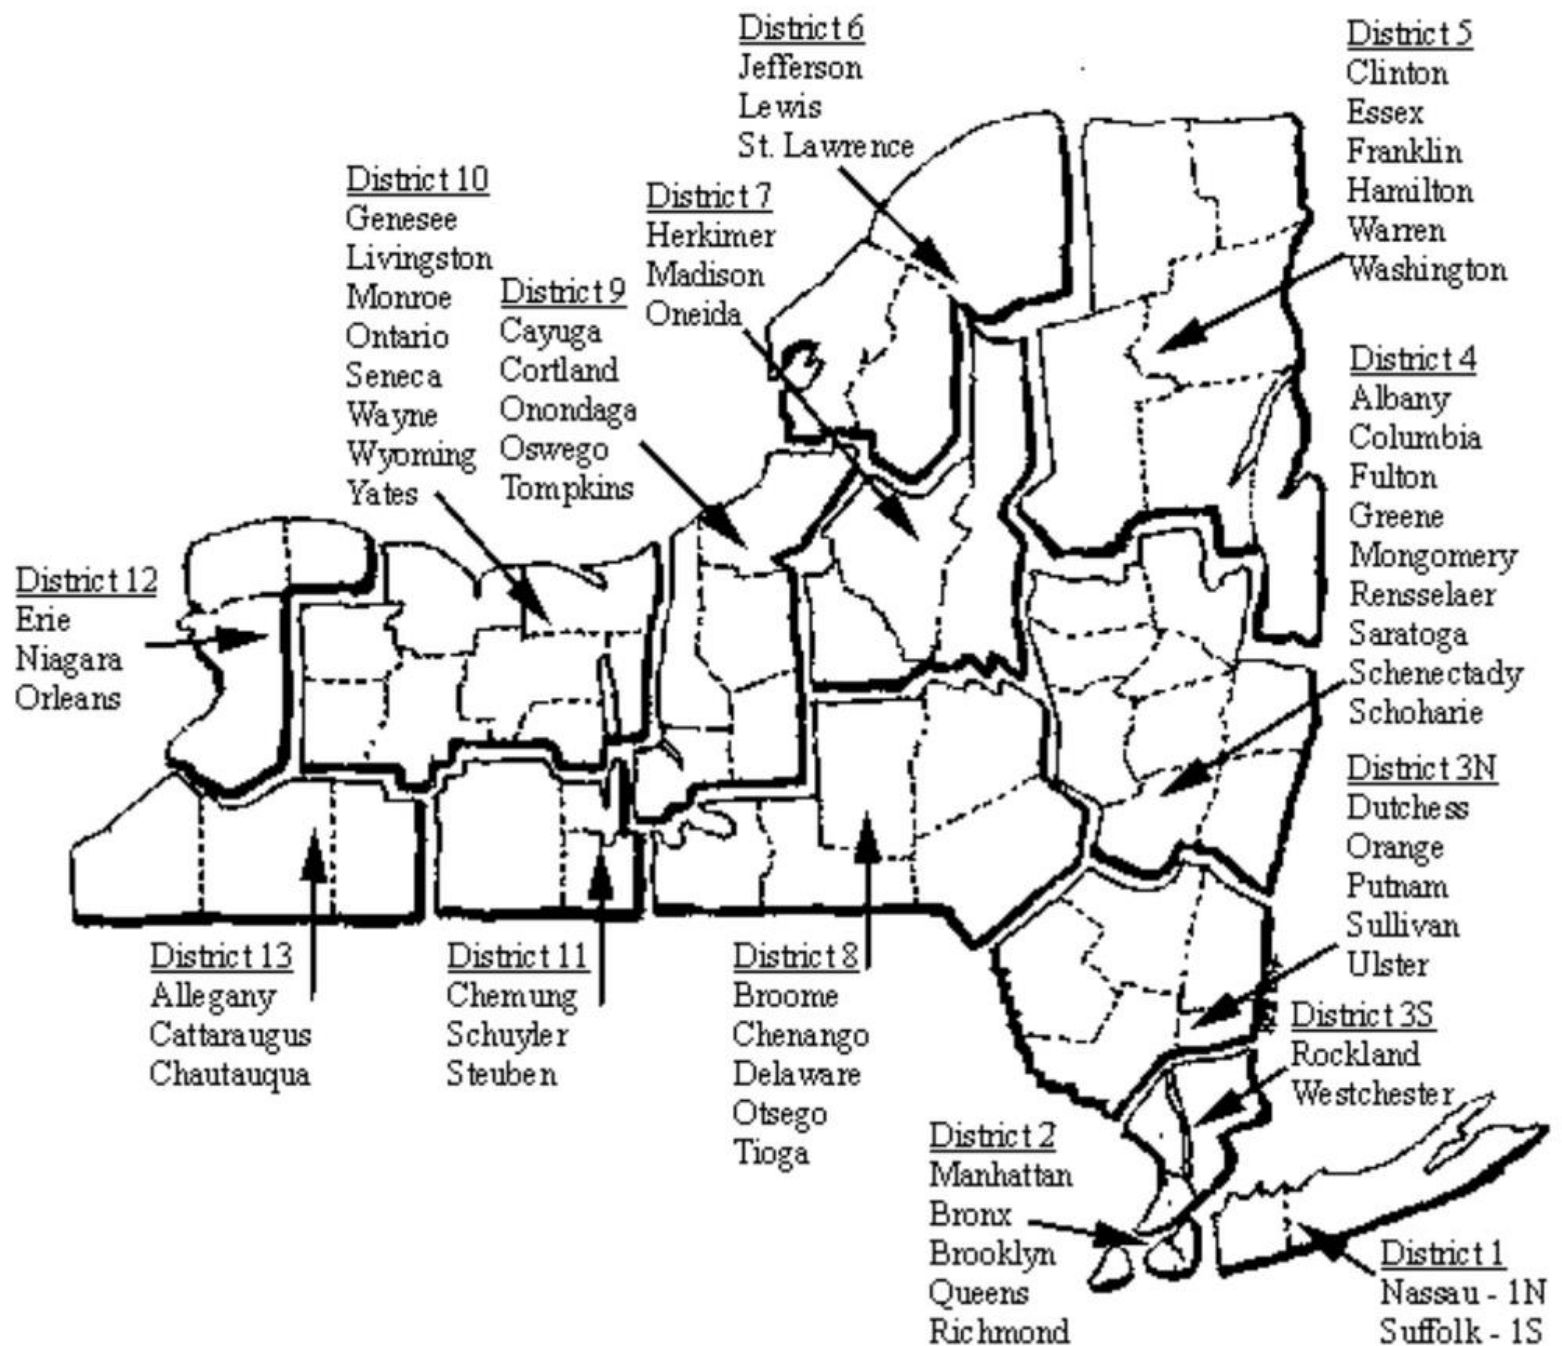 District 6
Jefferson
Lewis
St. Lawrence
District 5
Clinton
Essex
Franklin
Hamilton
Warren
Washington
District 10
Genesee
Livingston
Monroe
Ontario
Seneca
Wayne
Wyoming
Yates
District 7
Herkimer
Madison
Oneida
District 9
Cayuga
Cortland
Onondaga
Oswego
Tompkins
District 4
Albany
Columbia
Fulton
Greene
Mongomery
Rensselaer
Saratoga
Schenectady
Schoharie
District 12
Erie
Niagara
Orleans
District 3N
Dutchess
Orange
Putnam
Sullivan
Ulster
District 13
Allegany
Cattaraugus
Chautauqua
District 11
Chemung
Schuyler
Steuben
District 8
Broome
Chenango
Delaware
Otsego
Tioga
District 3S
Rockland
Westchester
District 2
Manhattan
Bronx
Brooklyn
Queens
Richmond
District 1
Nassau - 1N
Suffolk - 1S